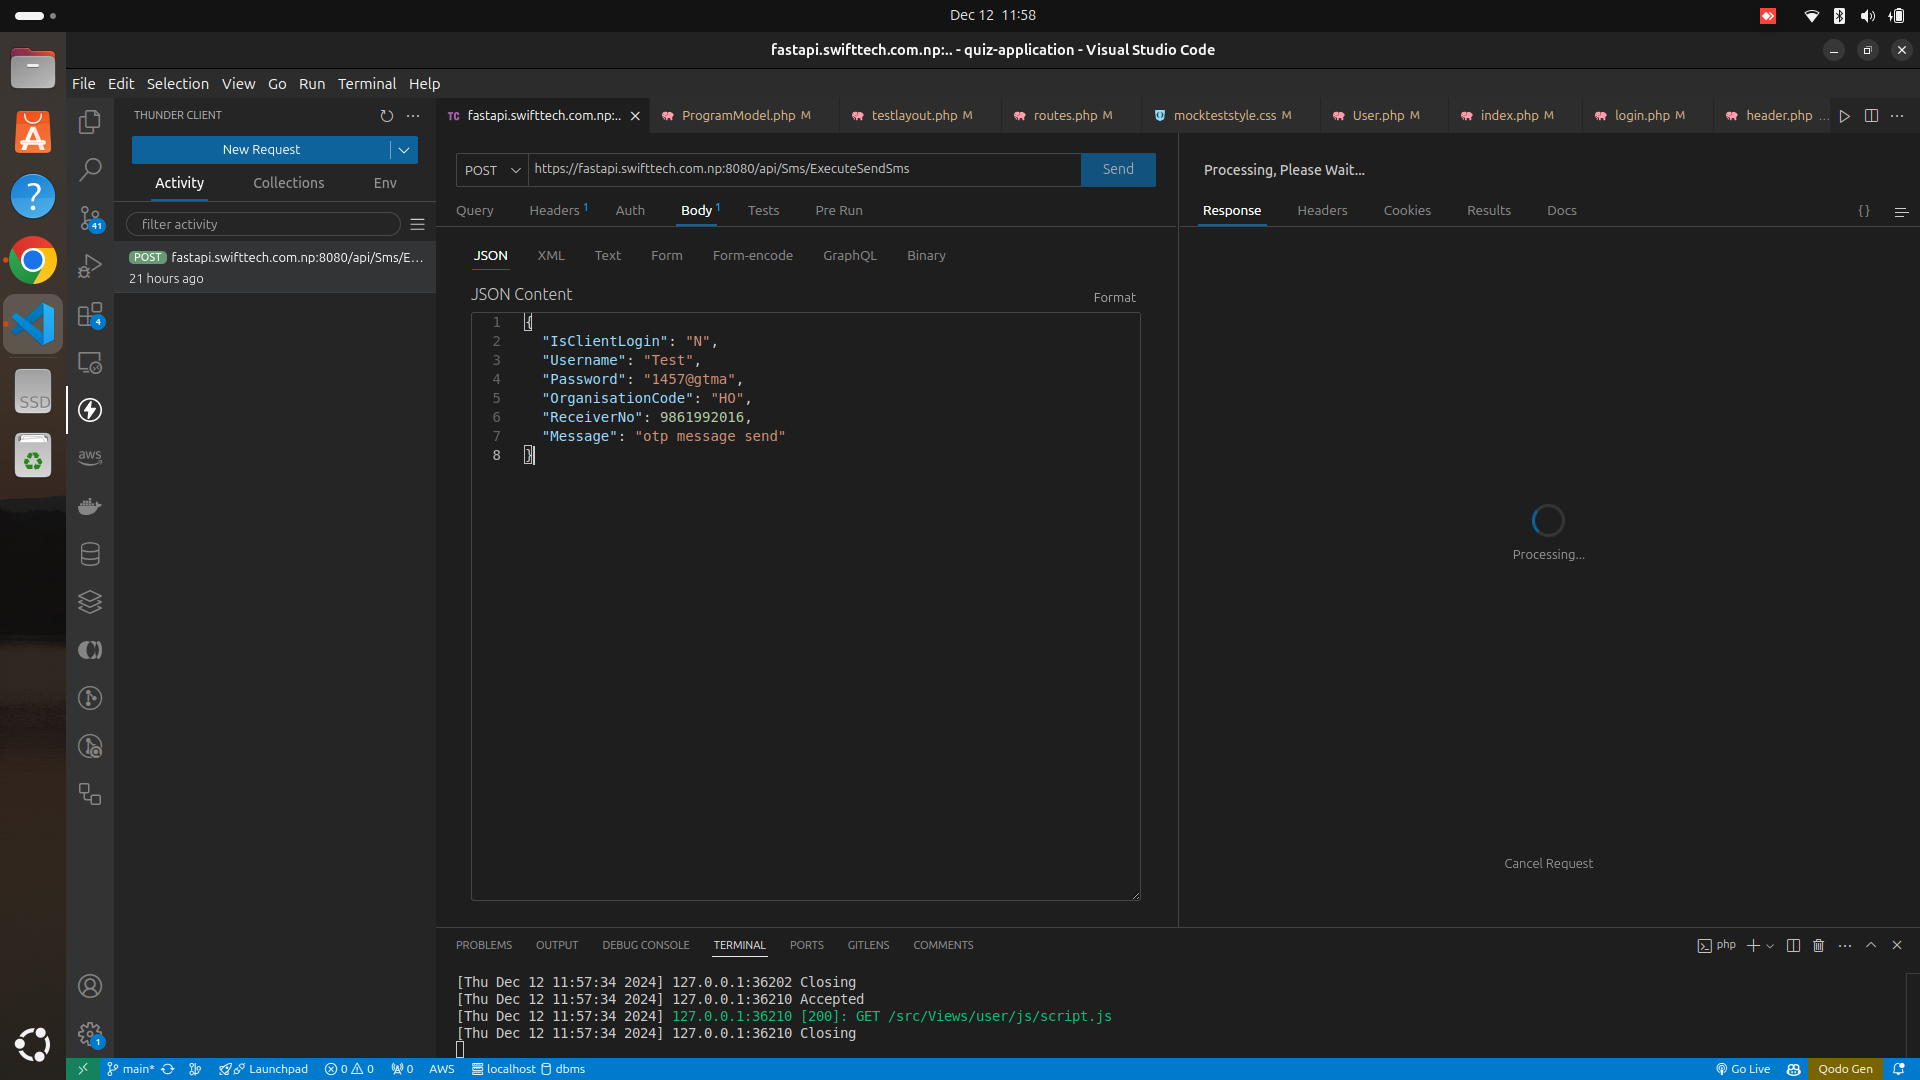 Dec 12 11:58
fastapi.swifttech.com.np:.. - quiz-application - Visual Studio Code
File Edit Selection View Go Run Terminal Help
THUNDER CLIENT
New Request
Activity Collections Env
filter activity
POST fastapi.swifttech.com.np:8080/api/Sms/E...
21 hours ago
SSD
41
4
aws
1
TC fastapi.swifttech.com.np:.. ProgramModel.php M testlayout.php M routes.php M mockteststyle.css M User.php M index.php M login.php M header.php ...
POST https://fastapi.swifttech.com.np:8080/api/Sms/ExecuteSendSms Send
Query Headers 1 Auth Body 1 Tests Pre Run
JSON XML Text Form Form-encode GraphQL Binary
JSON Content Format
1 {
2 "IsClientLogin": "N",
3 "Username": "Test",
4 "Password": "1457@gtma",
5 "OrganisationCode": "HO",
6 "ReceiverNo": 9861992016,
7 "Message": "otp message send"
8 }
Processing, Please Wait...
Response Headers Cookies Results Docs {}
Processing...
Cancel Request
PROBLEMS OUTPUT DEBUG CONSOLE TERMINAL PORTS GITLENS COMMENTS php
[Thu Dec 12 11:57:34 2024] 127.0.0.1:36202 Closing
[Thu Dec 12 11:57:34 2024] 127.0.0.1:36210 Accepted
[Thu Dec 12 11:57:34 2024] 127.0.0.1:36210 [200]: GET /src/Views/user/js/script.js
[Thu Dec 12 11:57:34 2024] 127.0.0.1:36210 Closing
main* Launchpad 0 0 0 AWS localhost dbms Go Live Qodo Gen